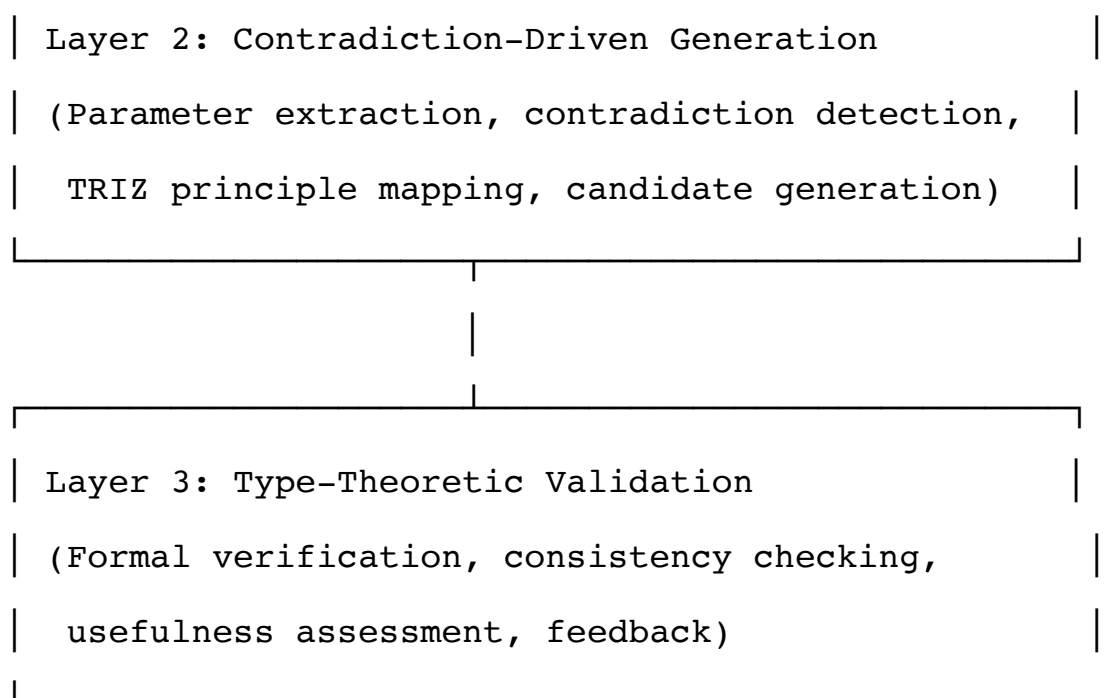 Layer 2: Contradiction-Driven Generation
(Parameter extraction, contradiction detection,
TRIZ principle mapping, candidate generation)
Layer 3: Type-Theoretic Validation
(Formal verification, consistency checking,
usefulness assessment, feedback)